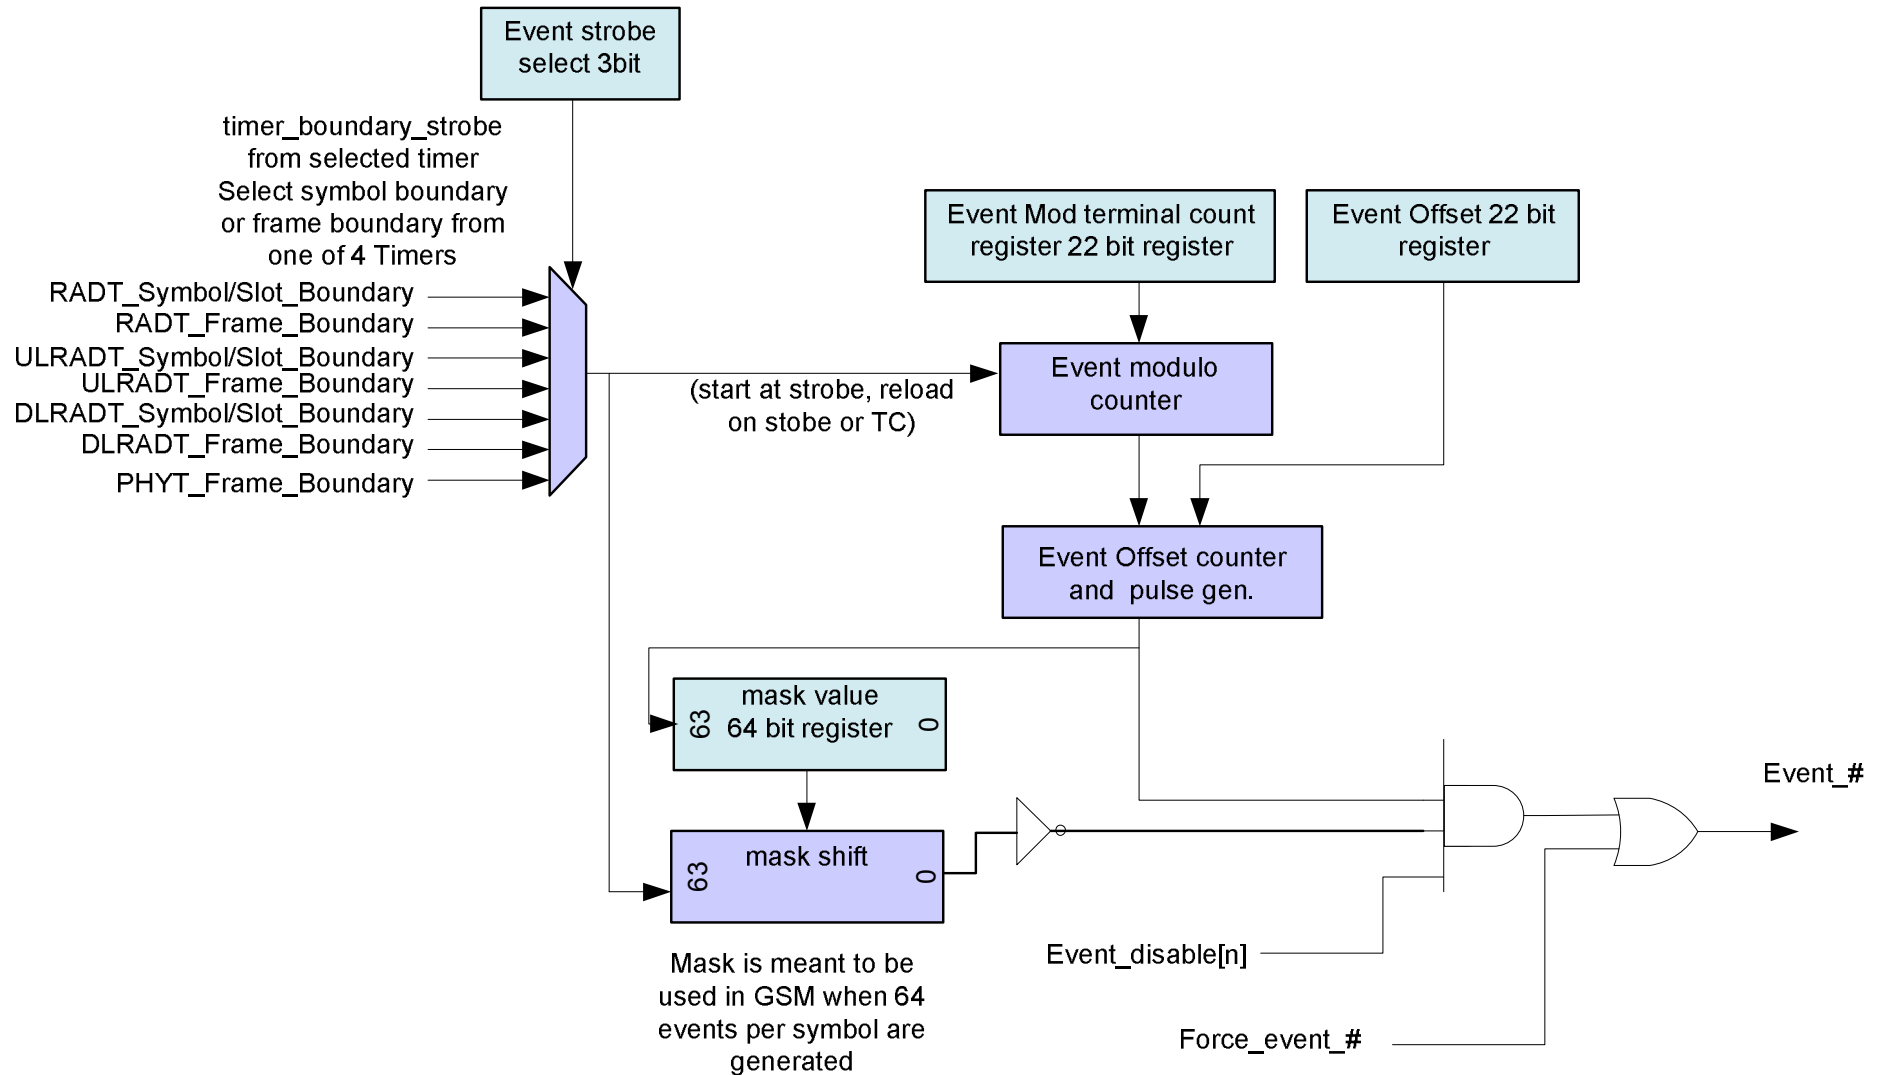 Event strobe
select 3bit
timer_boundary_strobe
from selected timer
Select symbol boundary
or frame boundary from
one of 4 Timers
Event Mod terminal count
register 22 bit register
Event Offset 22 bit
register
RADT_Symbol/Slot_Boundary
RADT_Frame_Boundary
ULRADT_Symbol/Slot_Boundary
ULRADT_Frame_Boundary
DLRADT_Symbol/Slot_Boundary
DLRADT_Frame_Boundary
PHYT_Frame_Boundary
(start at strobe, reload
on stobe or TC)
Event modulo
counter
Event Offset counter
and pulse gen.
mask value
63 64 bit register 0
mask shift
63 0
Mask is meant to be
used in GSM when 64
events per symbol are
generated
Event_#
Event_disable[n]
Force_event_#